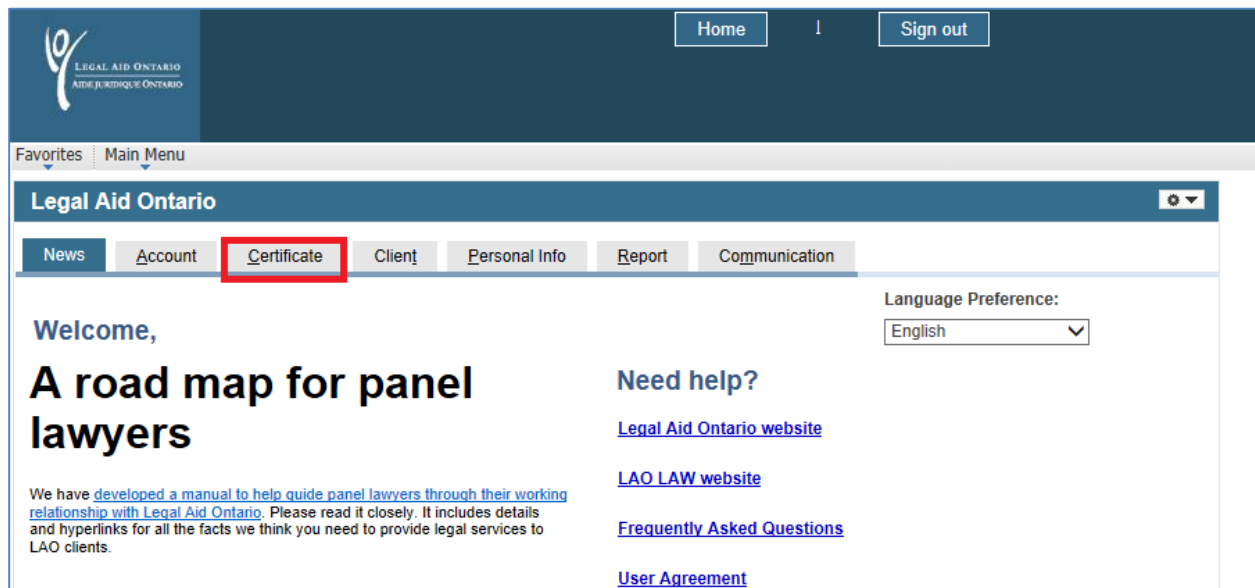 Home | Sign out
LEGAL AID ONTARIO
AIDE JURIDIQUE ONTARIO
Favorites Main Menu
Legal Aid Ontario
News Account Certificate Client Personal Info Report Communication
Language Preference:
English
Welcome,
A road map for panel
lawyers
We have developed a manual to help guide panel lawyers through their working
relationship with Legal Aid Ontario. Please read it closely. It includes details
and hyperlinks for all the facts we think you need to provide legal services to
LAO clients.
Need help?
Legal Aid Ontario website
LAO LAW website
Frequently Asked Questions
User Agreement